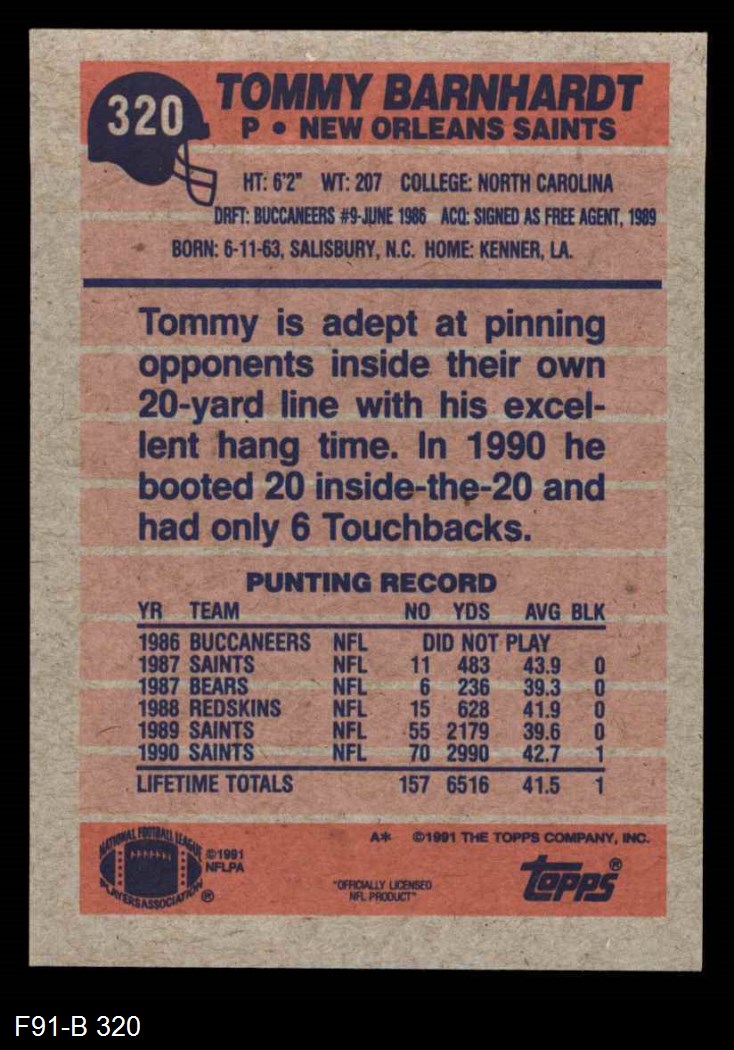 320
TOMMY BARNHARDT
P • NEW ORLEANS SAINTS
HT: 6'2" WT: 207 COLLEGE: NORTH CAROLINA
DRFT: BUCCANEERS #9-JUNE 1986 ACQ: SIGNED AS FREE AGENT, 1989
BORN: 6-11-63, SALISBURY, N.C. HOME: KENNER, LA.
Tommy is adept at pinning
opponents inside their own
20-yard line with his excel-
lent hang time. In 1990 he
booted 20 inside-the-20 and
had only 6 Touchbacks.
PUNTING RECORD
YR TEAM NO YDS AVG BLK
1986 BUCCANEERS NFL DID NOT PLAY
1987 SAINTS NFL 11 483 43.9 0
1987 BEARS NFL 6 236 39.3 0
1988 REDSKINS NFL 15 628 41.9 0
1989 SAINTS NFL 55 2179 39.6 0
1990 SAINTS NFL 70 2990 42.7 1
LIFETIME TOTALS 157 6516 41.5 1
A* ©1991 THE TOPPS COMPANY, INC.
NATIONAL FOOTBALL LEAGUE
PLAYERS ASSOCIATION ®
©1991
NFLPA
"OFFICIALLY LICENSED
NFL PRODUCT"
topps®
F91-B 320